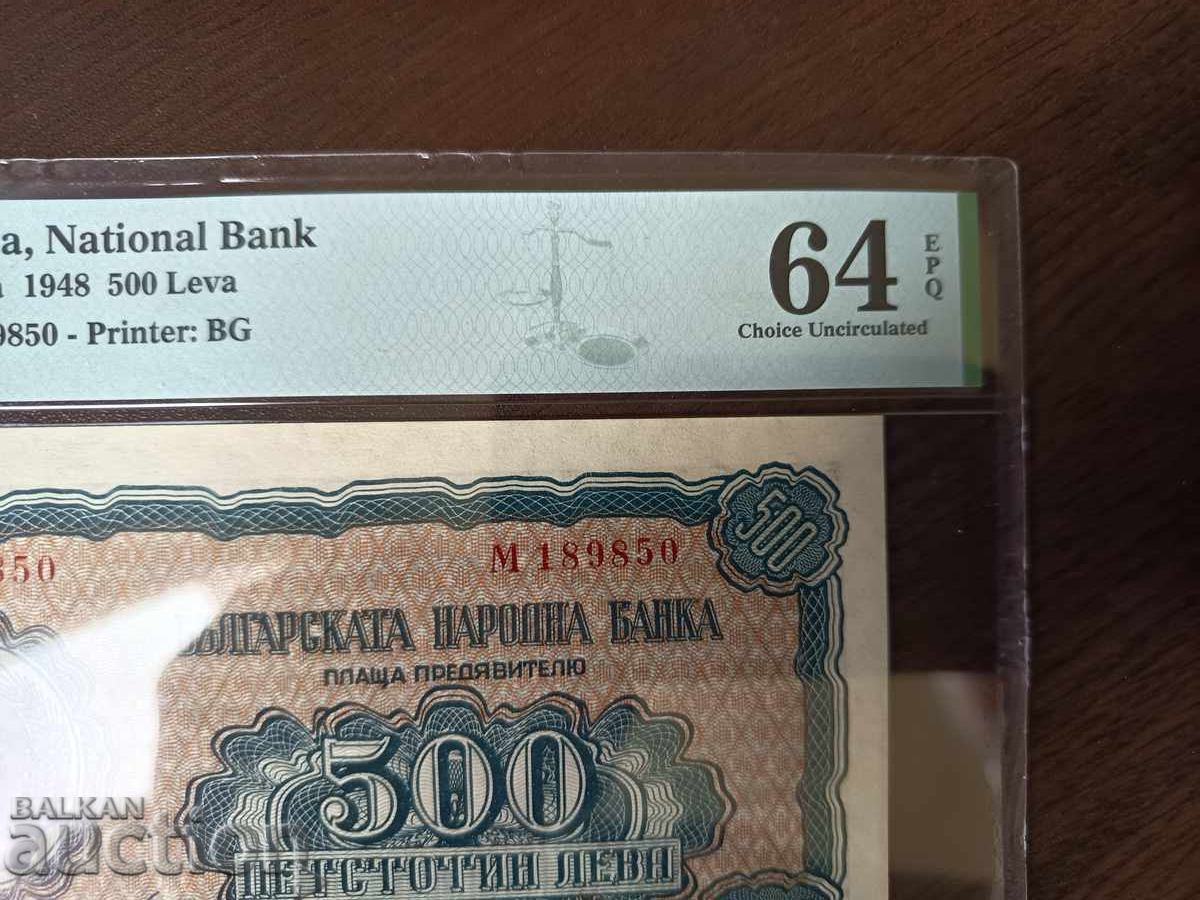 a, National Bank
a 1948 500 Leva
9850 - Printer: BG
64 EPQ
Choice Uncirculated
500
850
М 189850
БЪЛГАРСКАТА НАРОДНА БАНКА
ПЛАЩА ПРЕДЯВИТЕЛЮ
500
ПЕТСТОТИН ЛЕВА
BALKAN
auction